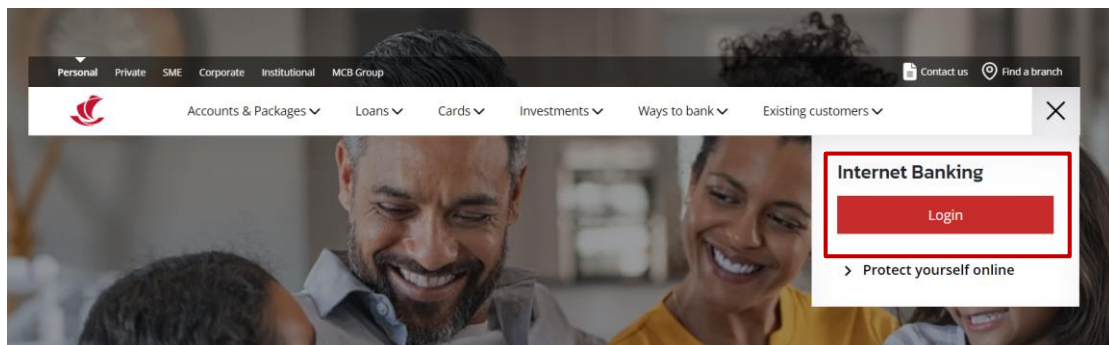 Personal Private SME Corporate Institutional MCB Group Contact us Find a branch
Accounts & Packages Loans Cards Investments Ways to bank Existing customers
Internet Banking
Login
Protect yourself online